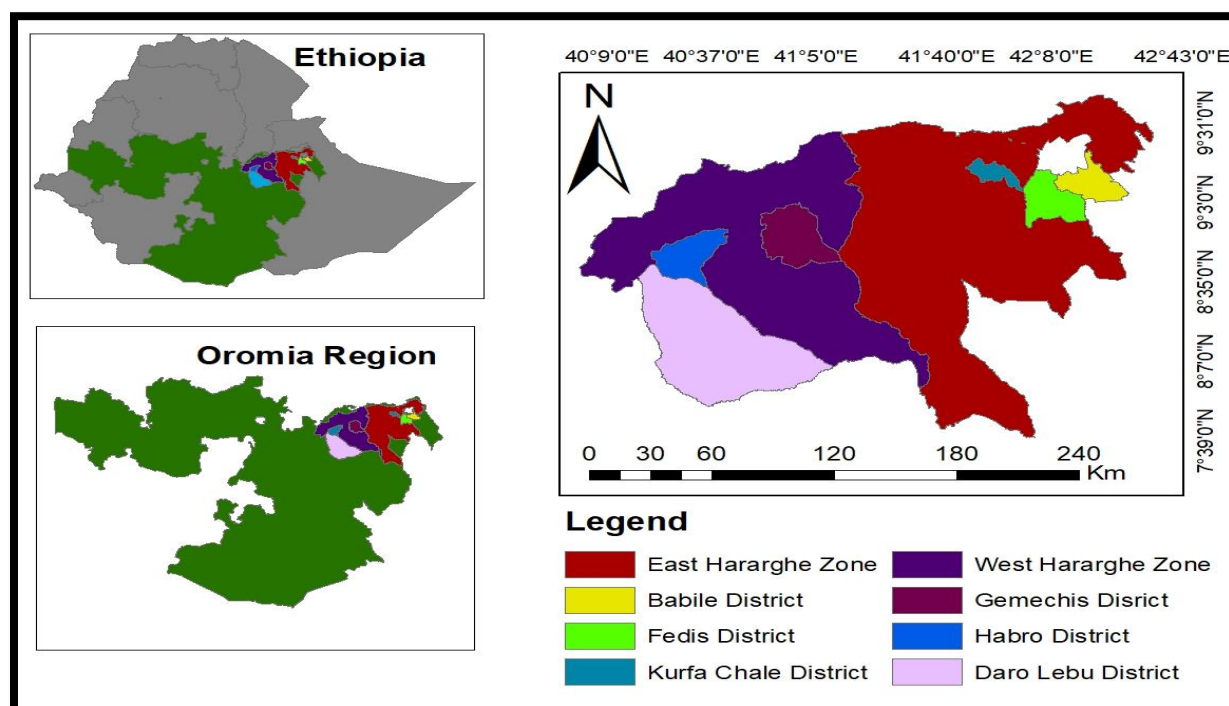 Ethiopia
Oromia Region
40°9'0"E 40°37'0"E 41°5'0"E 41°40'0"E 42°8'0"E 42°43'0"E
N
9°31'0"N
9°3'0"N
8°35'0"N
8°7'0"N
7°39'0"N
0 30 60 120 180 240
Km
Legend
East Hararghe Zone West Hararghe Zone
Babile District Gemechis Disrict
Fedis District Habro District
Kurfa Chale District Daro Lebu District